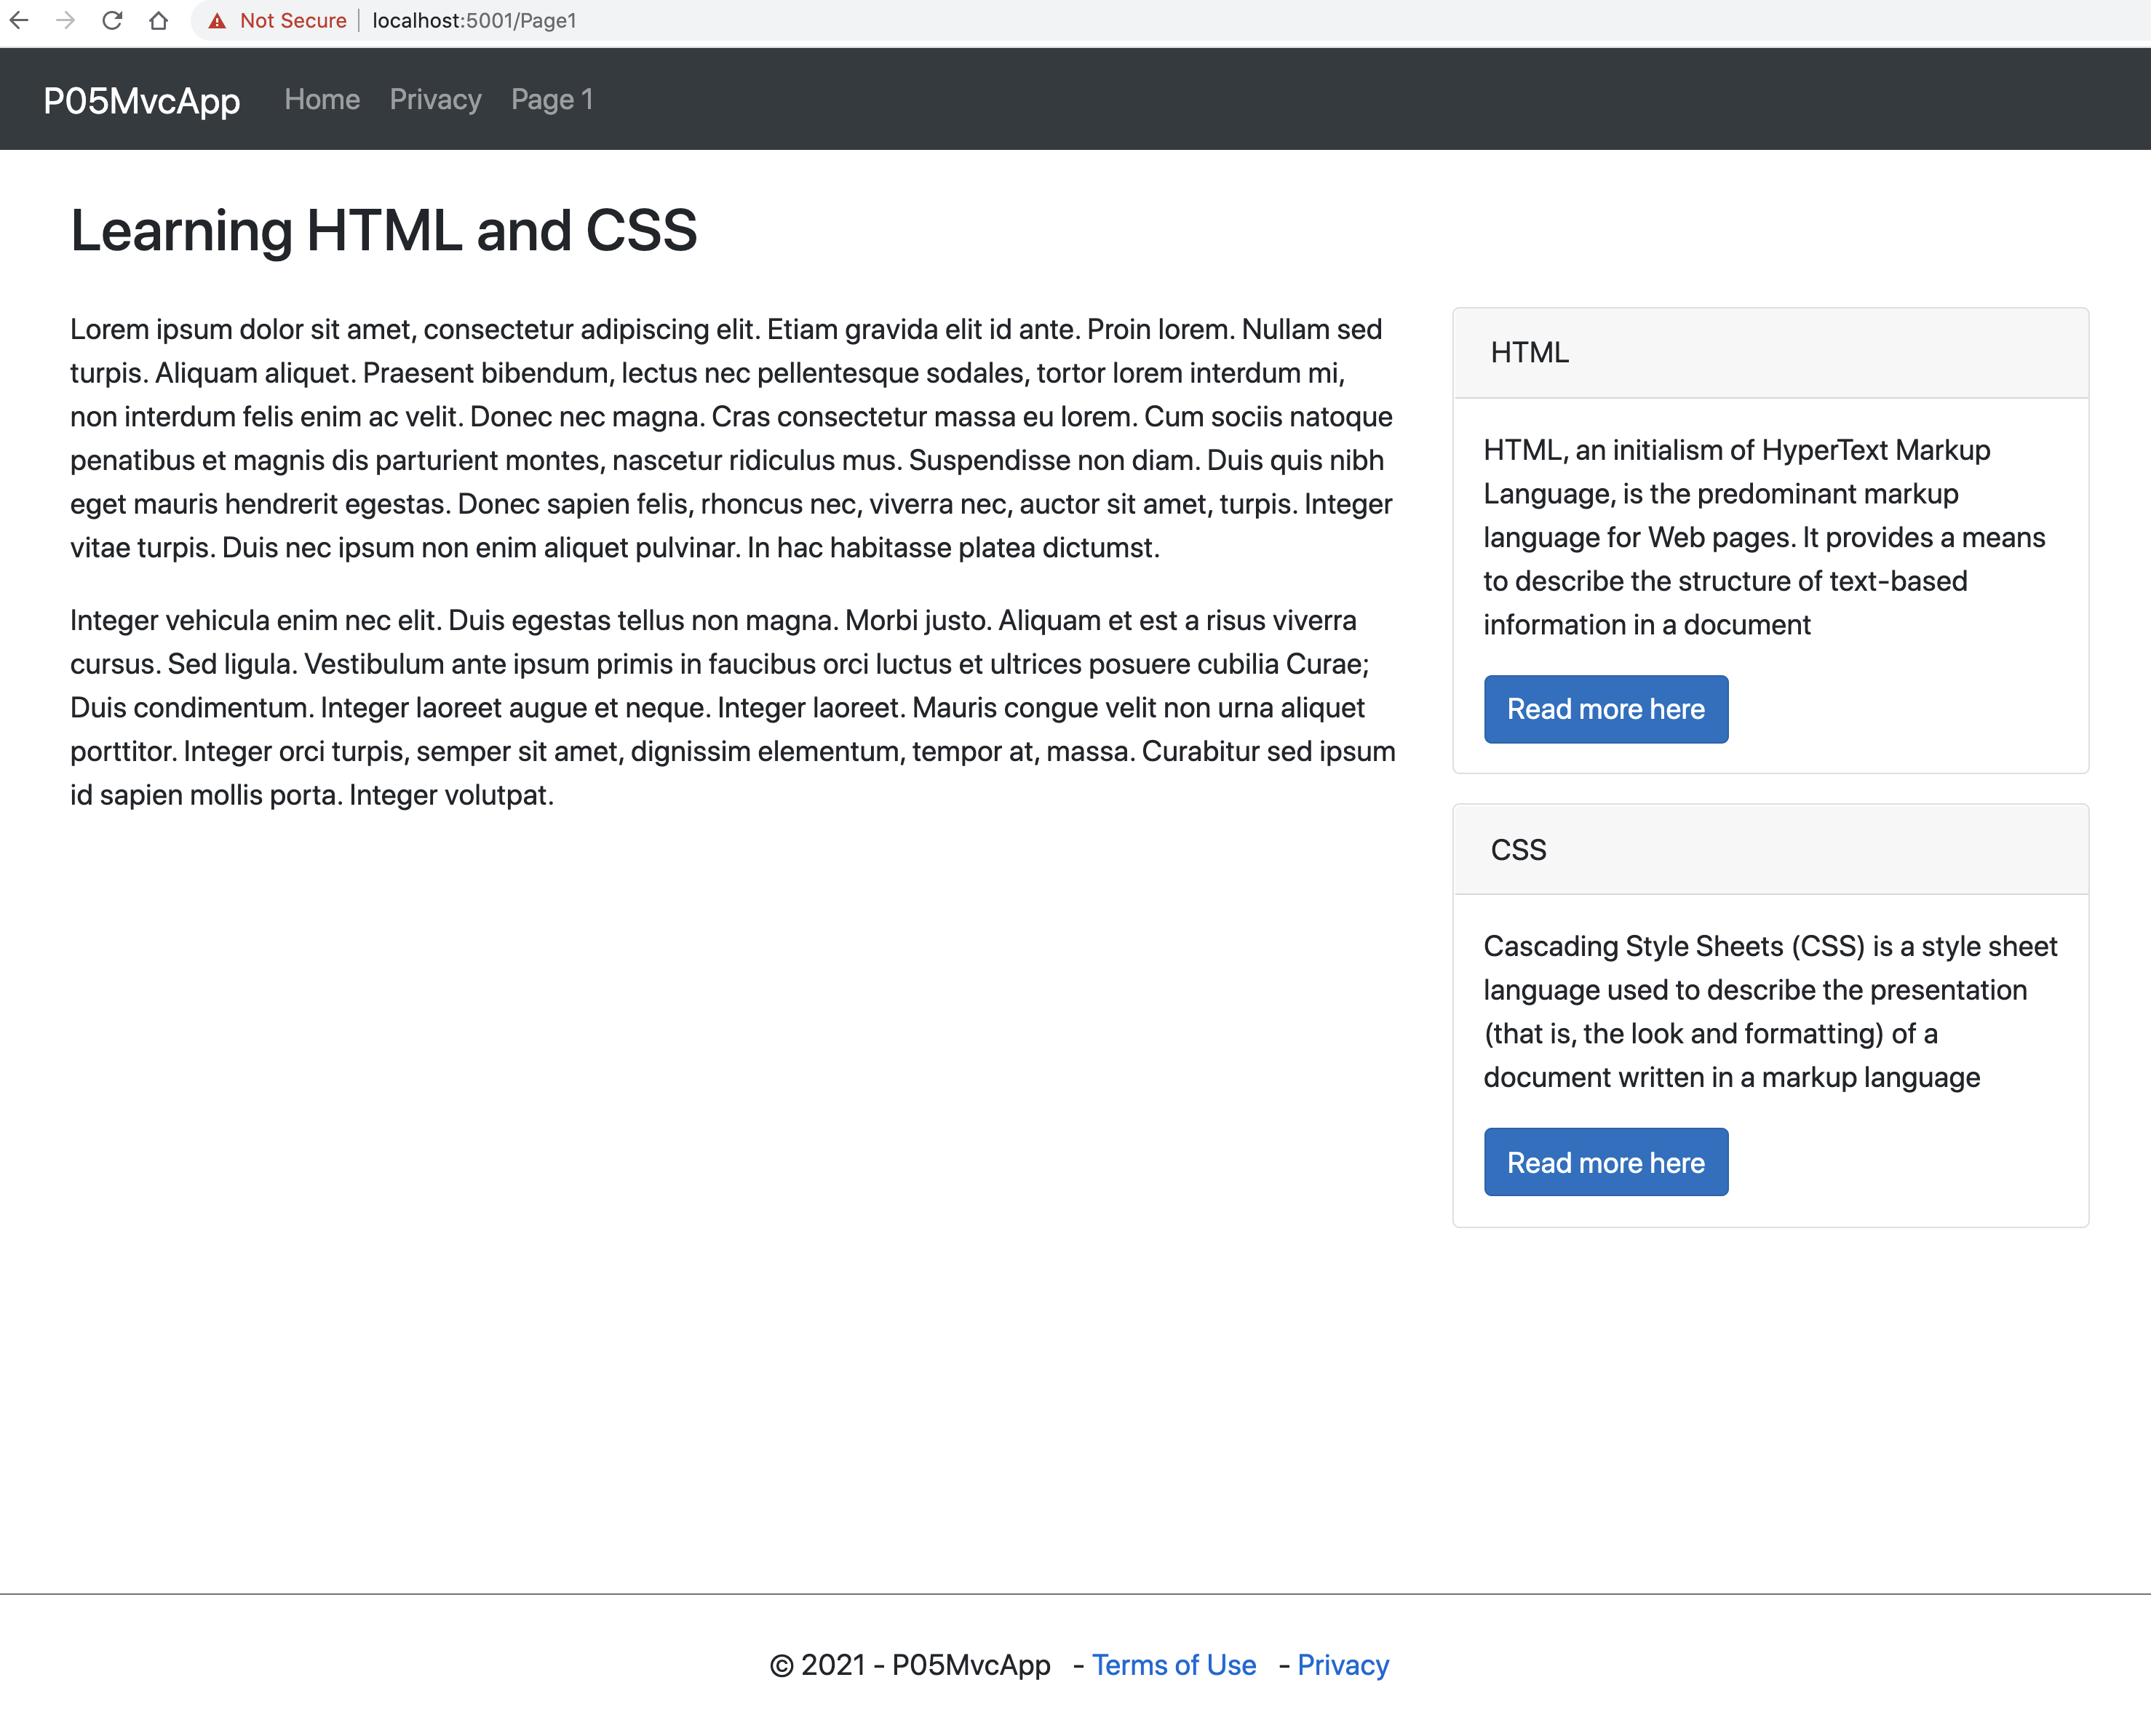 Not Secure | localhost:5001/Page1
P05MvcApp Home Privacy Page 1
Learning HTML and CSS
Lorem ipsum dolor sit amet, consectetur adipiscing elit. Etiam gravida elit id ante. Proin lorem. Nullam sed
turpis. Aliquam aliquet. Praesent bibendum, lectus nec pellentesque sodales, tortor lorem interdum mi,
non interdum felis enim ac velit. Donec nec magna. Cras consectetur massa eu lorem. Cum sociis natoque
penatibus et magnis dis parturient montes, nascetur ridiculus mus. Suspendisse non diam. Duis quis nibh
eget mauris hendrerit egestas. Donec sapien felis, rhoncus nec, viverra nec, auctor sit amet, turpis. Integer
vitae turpis. Duis nec ipsum non enim aliquet pulvinar. In hac habitasse platea dictumst.
Integer vehicula enim nec elit. Duis egestas tellus non magna. Morbi justo. Aliquam et est a risus viverra
cursus. Sed ligula. Vestibulum ante ipsum primis in faucibus orci luctus et ultrices posuere cubilia Curae;
Duis condimentum. Integer laoreet augue et neque. Integer laoreet. Mauris congue velit non urna aliquet
porttitor. Integer orci turpis, semper sit amet, dignissim elementum, tempor at, massa. Curabitur sed ipsum
id sapien mollis porta. Integer volutpat.
HTML
HTML, an initialism of HyperText Markup
Language, is the predominant markup
language for Web pages. It provides a means
to describe the structure of text-based
information in a document
Read more here
CSS
Cascading Style Sheets (CSS) is a style sheet
language used to describe the presentation
(that is, the look and formatting) of a
document written in a markup language
Read more here
© 2021 - P05MvcApp - Terms of Use - Privacy